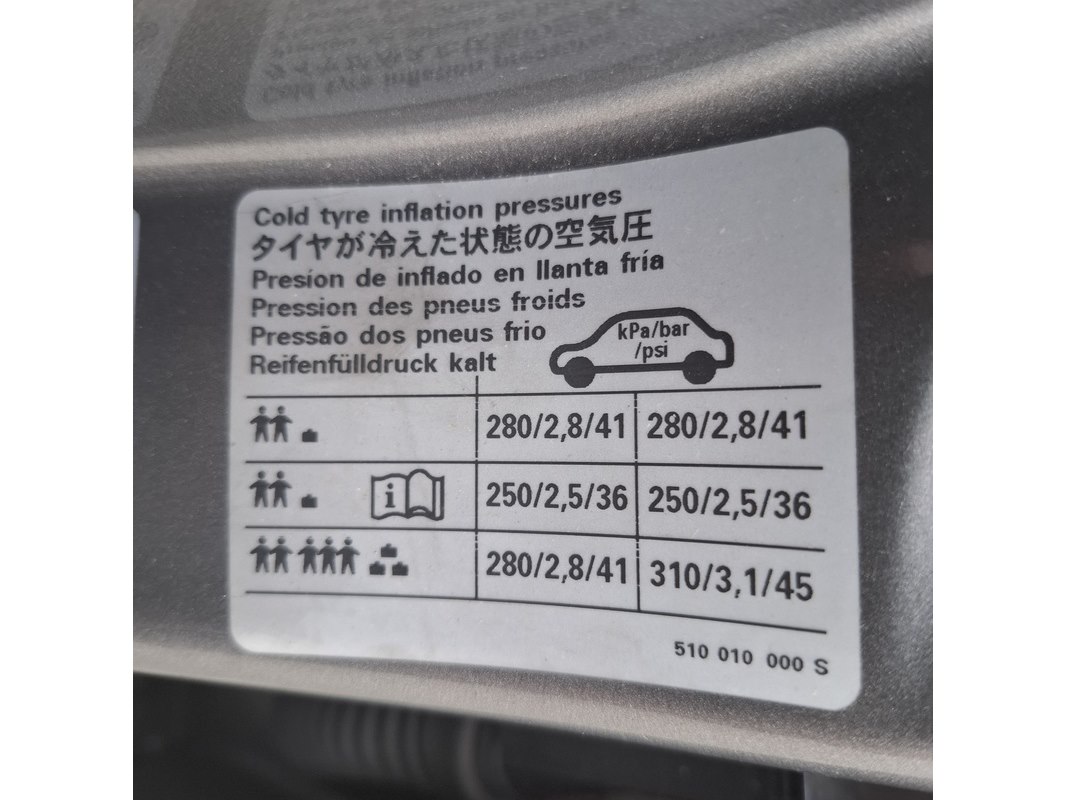 Cold tyre inflation pressures
タイヤが冷えた状態の空気圧
Presíon de inflado en llanta fría
Pression des pneus froids
Pressão dos pneus frio
Reifenfülldruck kalt
kPa/bar
/psi
280/2,8/41 280/2,8/41
i 250/2,5/36 250/2,5/36
280/2,8/41 310/3,1/45
510 010 000 S